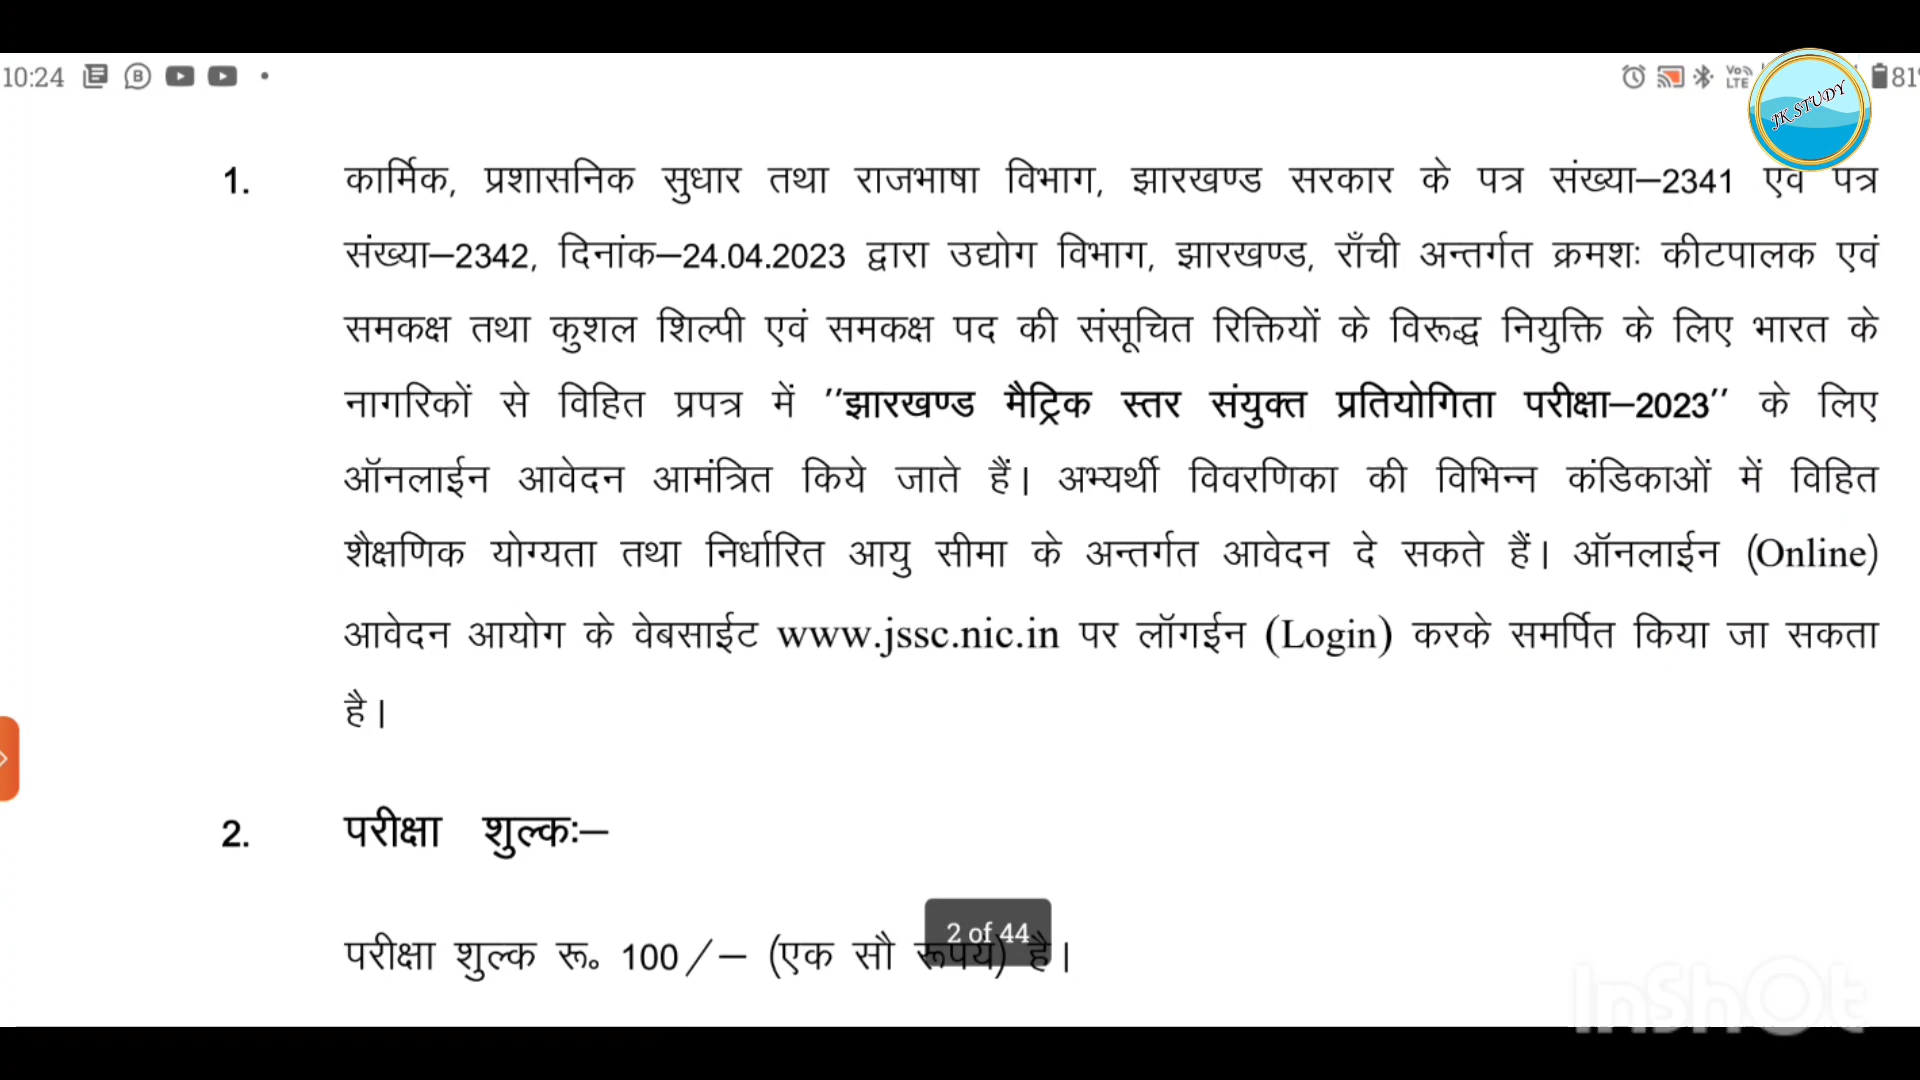 10:24
81
JK STUDY
1. कार्मिक, प्रशासनिक सुधार तथा राजभाषा विभाग, झारखण्ड सरकार के पत्र संख्या–2341 एवं पत्र
संख्या–2342, दिनांक–24.04.2023 द्वारा उद्योग विभाग, झारखण्ड, राँची अन्तर्गत क्रमशः कीटपालक एवं
समकक्ष तथा कुशल शिल्पी एवं समकक्ष पद की संसूचित रिक्तियों के विरूद्ध नियुक्ति के लिए भारत के
नागरिकों से विहित प्रपत्र में ''झारखण्ड मैट्रिक स्तर संयुक्त प्रतियोगिता परीक्षा–2023'' के लिए
ऑनलाईन आवेदन आमंत्रित किये जाते हैं। अभ्यर्थी विवरणिका की विभिन्न कंडिकाओं में विहित
शैक्षणिक योग्यता तथा निर्धारित आयु सीमा के अन्तर्गत आवेदन दे सकते हैं। ऑनलाईन (Online)
आवेदन आयोग के वेबसाईट www.jssc.nic.in पर लॉगईन (Login) करके समर्पित किया जा सकता
है।
2. परीक्षा शुल्कः–
2 of 44
परीक्षा शुल्क रू० 100/– (एक सौ रूपये) है।
InShOt